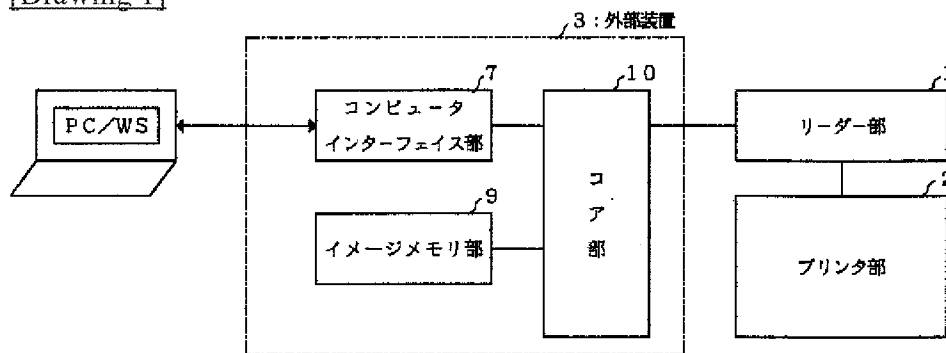 [Drawing 1]
3：外部装置
7
コンピュータ
インターフェイス部
10
コア部
1
リーダー部
PC/WS
9
イメージメモリ部
2
プリンタ部